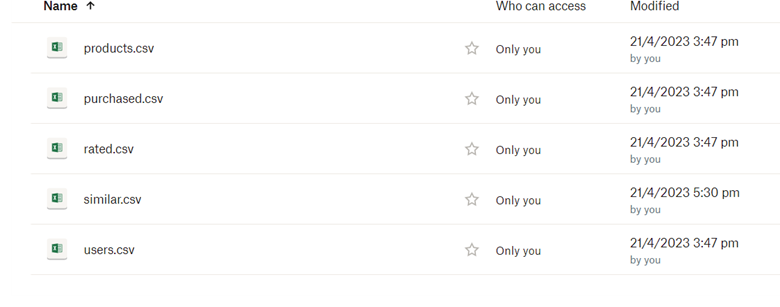 Name ↑ Who can access Modified
products.csv Only you 21/4/2023 3:47 pm
by you
purchased.csv Only you 21/4/2023 3:47 pm
by you
rated.csv Only you 21/4/2023 3:47 pm
by you
similar.csv Only you 21/4/2023 5:30 pm
by you
users.csv Only you 21/4/2023 3:47 pm
by you